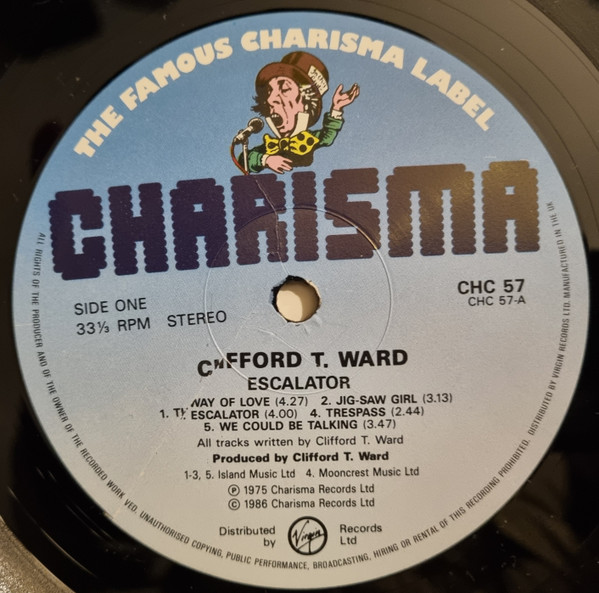 THE FAMOUS CHARISMA LABEL
CHARISMA
SIDE ONE
33⅓ RPM STEREO
CHC 57
CHC 57-A
CLIFFORD T. WARD
ESCALATOR
WAY OF LOVE (4.27) 2. JIG-SAW GIRL (3.13)
1. ESCALATOR (4.00) 4. TRESPASS (2.44)
5. WE COULD BE TALKING (3.47)
All tracks written by Clifford T. Ward
Produced by Clifford T. Ward
1-3, 5. Island Music Ltd 4. Mooncrest Music Ltd
℗ 1975 Charisma Records Ltd
© 1986 Charisma Records Ltd
Distributed by Virgin Records Ltd
ALL RIGHTS OF THE PRODUCER AND OF THE OWNER OF THE RECORDED WORK VED. UNAUTHORISED COPYING, PUBLIC PERFORMANCE, BROADCASTING, HIRING OR RENTAL OF THIS RECORDING PROHIBITED. DISTRIBUTED BY VIRGIN RECORDS LTD. MANUFACTURED IN THE UK